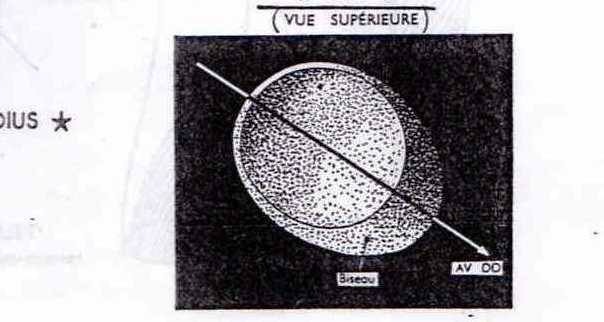 (VUE SUPÉRIEURE)
DIUS ★
Biseau
AV DD